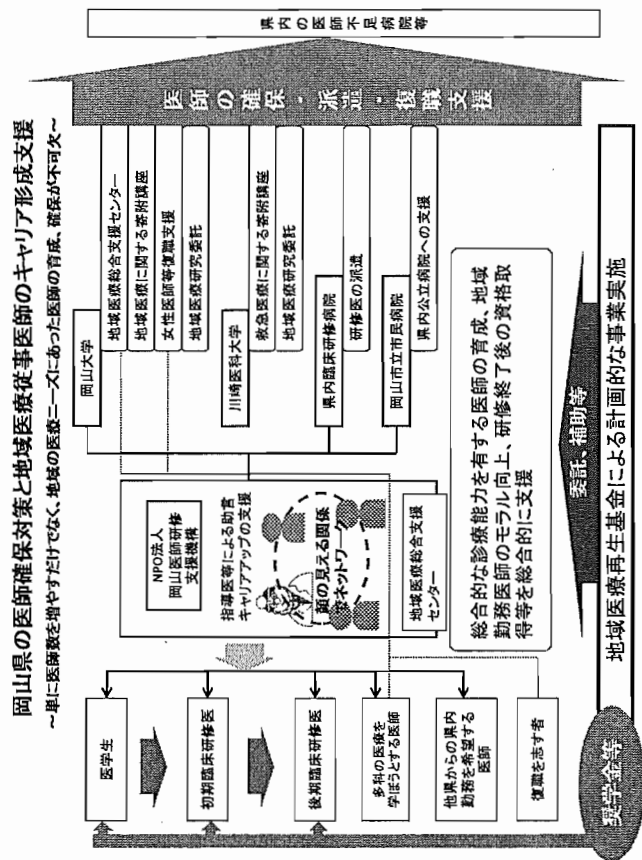 岡山県の医師確保対策と地域医療従事医師のキャリア形成支援
~単に医師数を増やすだけでなく、地域の医療ニーズにあった医師の育成、確保が不可欠~
医学生
初期臨床研修医
後期臨床研修医
多科の医療を
学ぼうとする医師
他県からの県内
勤務を希望する
医師
復職を志す者
奨学金等
NPO法人
岡山医師研修
支援機構
指導医等による助言
キャリアアップの支援
顔の見える関係
ネットワーク
地域医療総合支援
センター
岡山大学
地域医療総合支援センター
地域医療に関する寄附講座
女性医師等復職支援
地域医療研究委託
川崎医科大学
救急医療に関する寄附講座
地域医療研究委託
県内臨床研修病院
研修医の派遣
岡山市立市民病院
県内公立病院への支援
医師の確保・派遣・復職支援
県内の医師不足病院等
総合的な診療能力を有する医師の育成、地域
勤務医師のモラル向上、研修終了後の資格取
得等を総合的に支援
委託、補助等
地域医療再生基金による計画的な事業実施